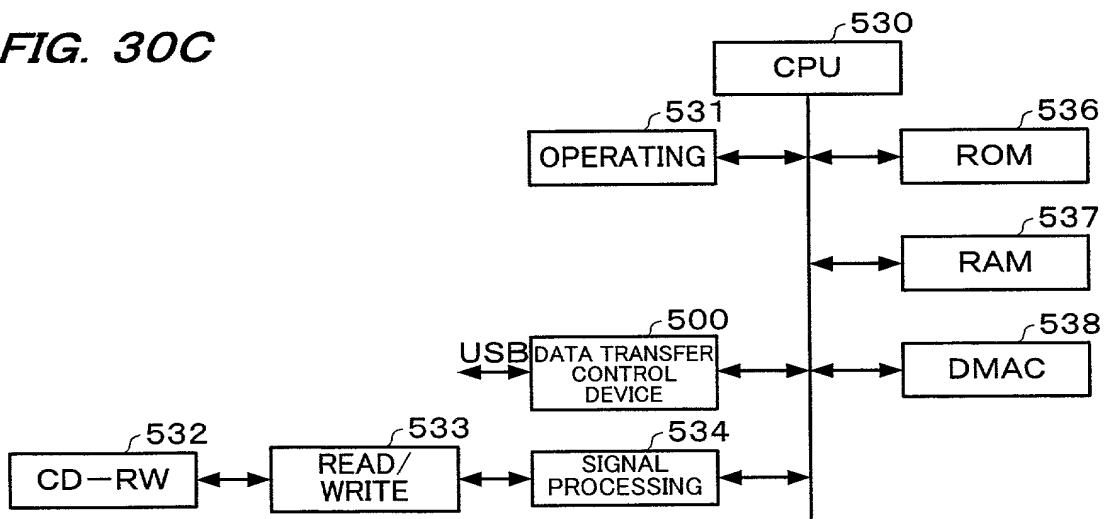 FIG. 30C
530
CPU
531
OPERATING
536
ROM
537
RAM
500
USB
DATA TRANSFER
CONTROL
DEVICE
538
DMAC
532
CD-RW
533
READ/
WRITE
534
SIGNAL
PROCESSING